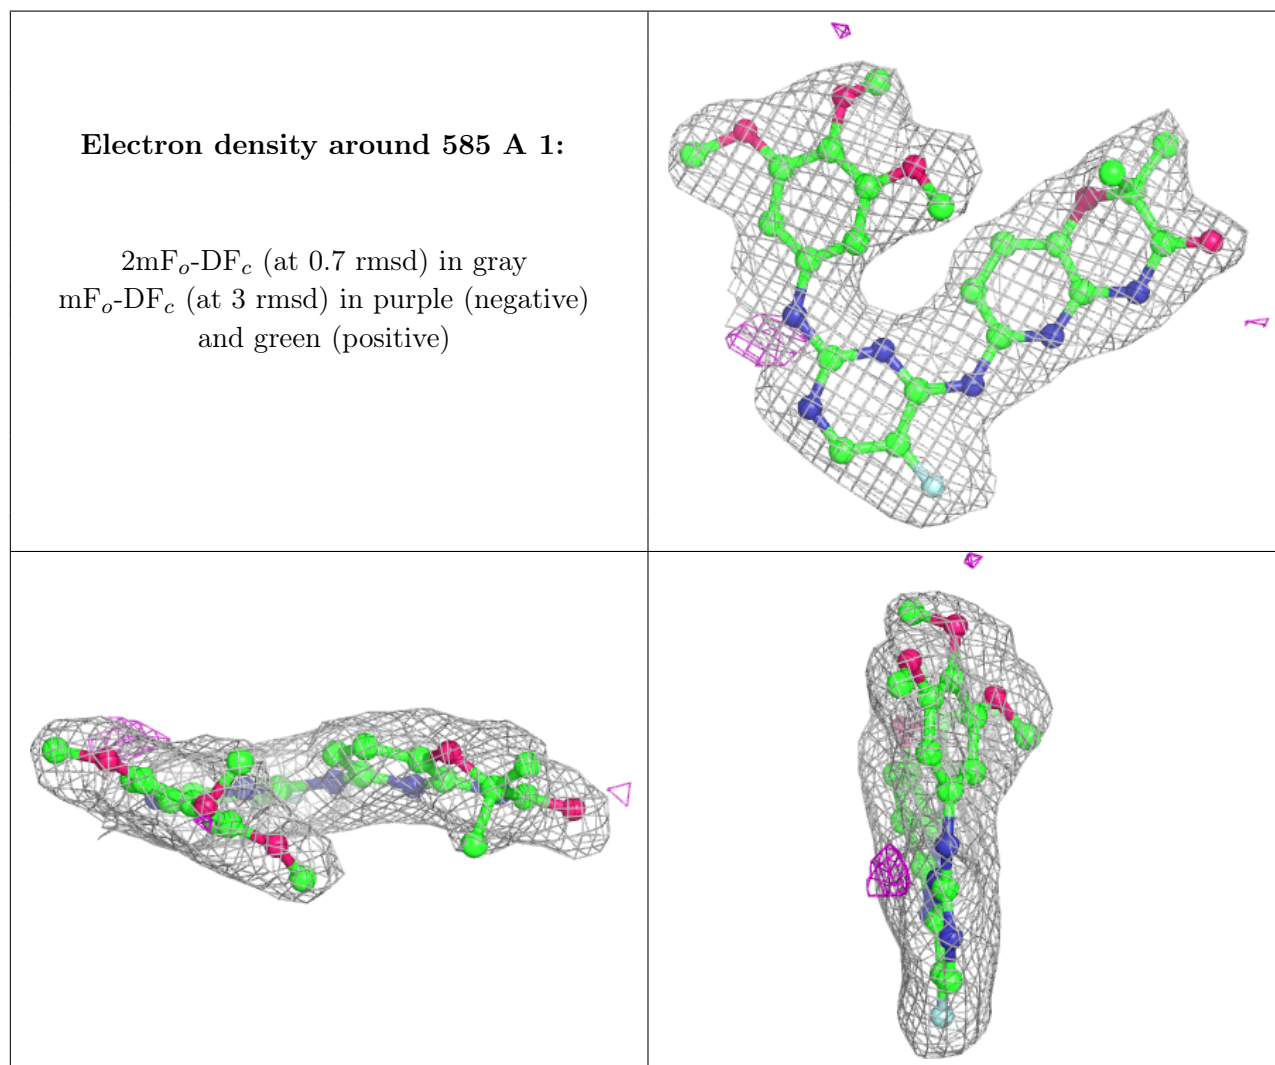 Electron density around 585 A 1:
2mFₒ-DF𝒸 (at 0.7 rmsd) in gray
mFₒ-DF𝒸 (at 3 rmsd) in purple (negative)
and green (positive)